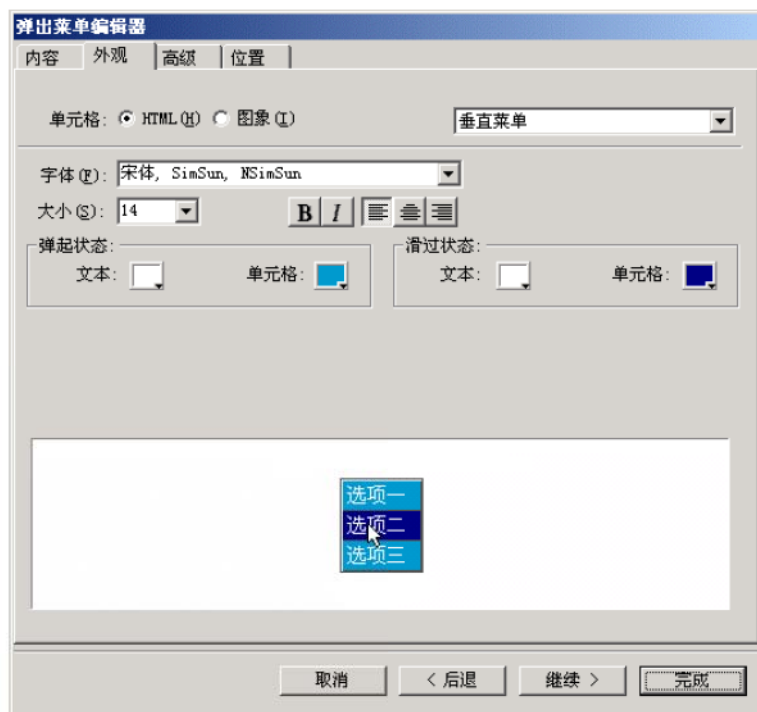 弹出菜单编辑器
内容 外观 高级 位置
单元格: HTML(H) 图象(I) 垂直菜单
字体(F): 宋体, SimSun, NSimSun
大小(S): 14 B I
弹起状态: 滑过状态:
文本: 单元格: 文本: 单元格:
选项一
选项二
选项三
取消 < 后退 继续 > 完成